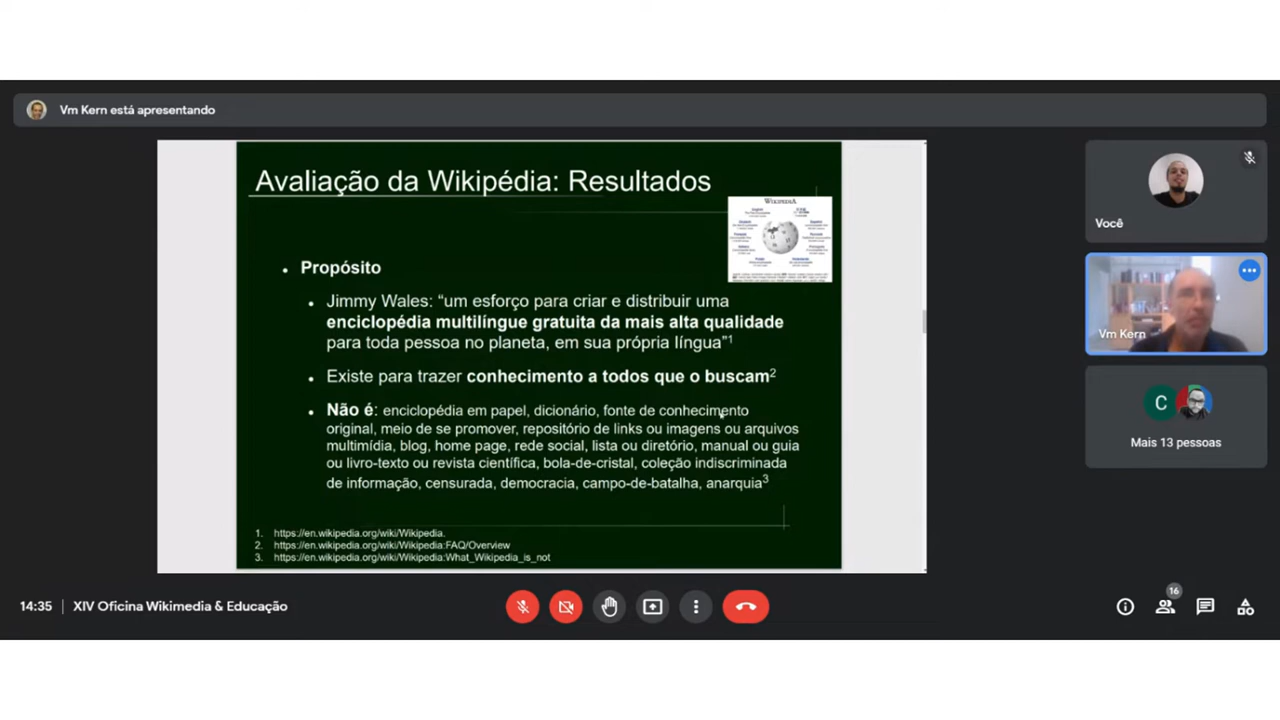 Vm Kern está apresentando
Avaliação da Wikipédia: Resultados
WIKIPEDIA
Propósito
Jimmy Wales: “um esforço para criar e distribuir uma
enciclopédia multilíngue gratuita da mais alta qualidade
para toda pessoa no planeta, em sua própria língua”1
Existe para trazer conhecimento a todos que o buscam2
Não é: enciclopédia em papel, dicionário, fonte de conhecimento
original, meio de se promover, repositório de links ou imagens ou arquivos
multimídia, blog, home page, rede social, lista ou diretório, manual ou guia
ou livro-texto ou revista científica, bola-de-cristal, coleção indiscriminada
de informação, censurada, democracia, campo-de-batalha, anarquia3
1. https://en.wikipedia.org/wiki/Wikipedia.
2. https://en.wikipedia.org/wiki/Wikipedia:FAQ/Overview
3. https://en.wikipedia.org/wiki/Wikipedia:What_Wikipedia_is_not
Você
Vm Kern
C
Mais 13 pessoas
14:35 | XIV Oficina Wikimedia & Educação
16